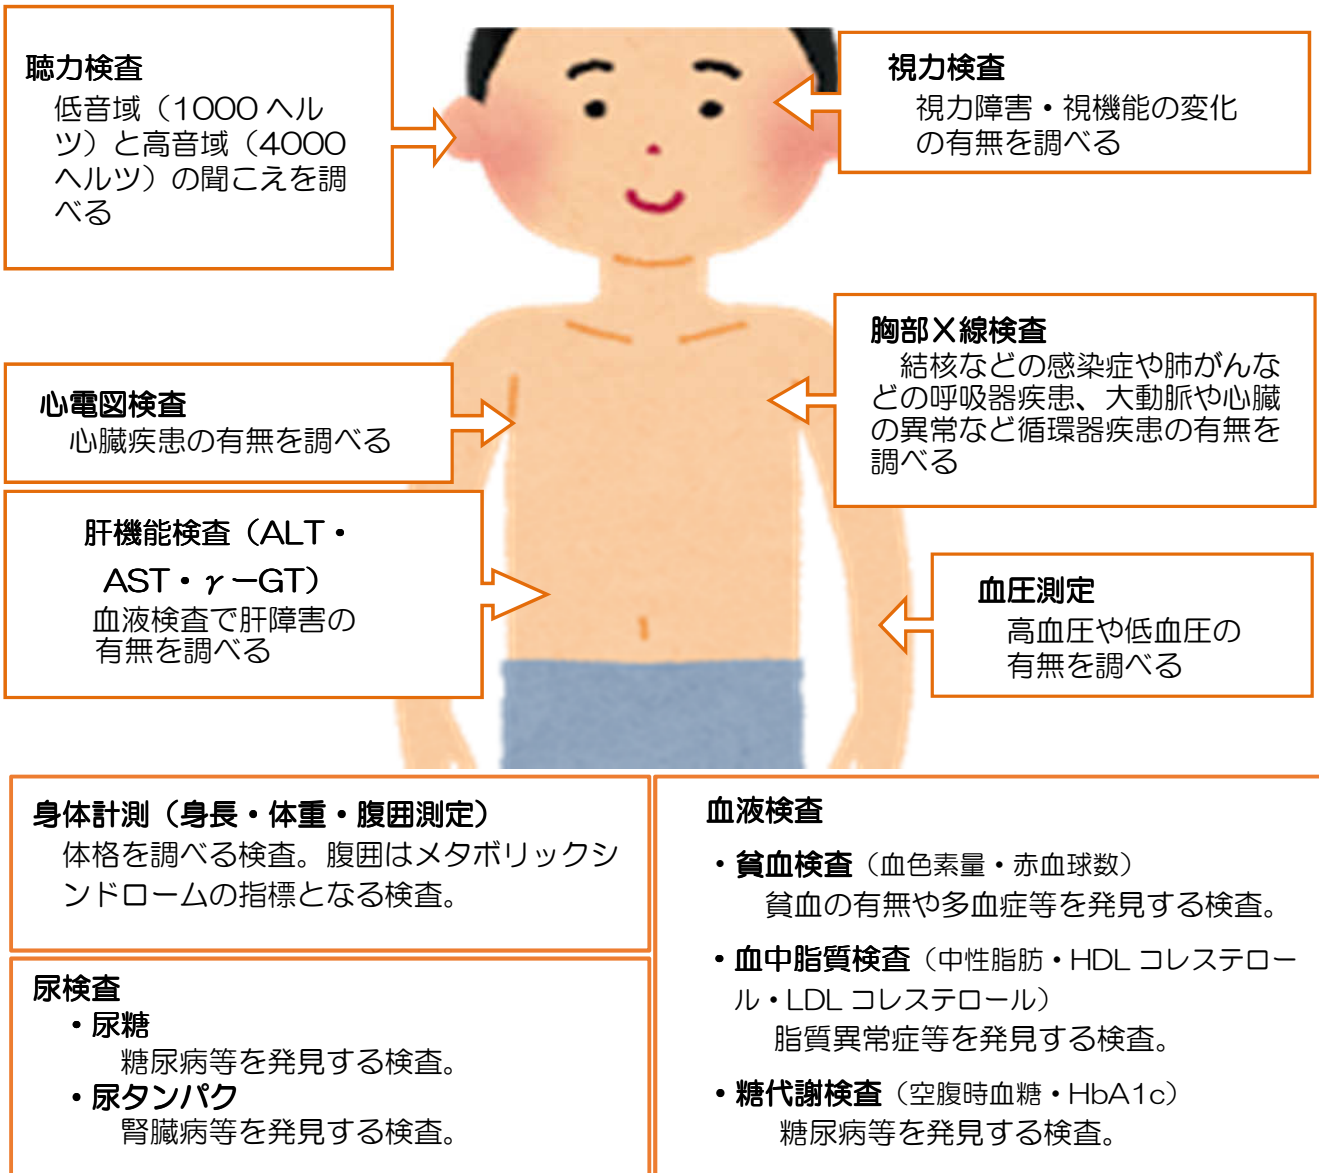 聴力検査
低音域（1000 ヘル
ツ）と高音域（4000
ヘルツ）の聞こえを調
べる
視力検査
視力障害・視機能の変化
の有無を調べる
胸部X線検査
結核などの感染症や肺がんな
どの呼吸器疾患、大動脈や心臓
の異常など循環器疾患の有無を
調べる
心電図検査
心臓疾患の有無を調べる
肝機能検査（ALT・
AST・γ－GT）
血液検査で肝障害の
有無を調べる
血圧測定
高血圧や低血圧の
有無を調べる
身体計測（身長・体重・腹囲測定）
体格を調べる検査。腹囲はメタボリックシ
ンドロームの指標となる検査。
尿検査
・尿糖
糖尿病等を発見する検査。
・尿タンパク
腎臓病等を発見する検査。
血液検査
・貧血検査（血色素量・赤血球数）
貧血の有無や多血症等を発見する検査。
・血中脂質検査（中性脂肪・HDL コレステロー
ル・LDL コレステロール）
脂質異常症等を発見する検査。
・糖代謝検査（空腹時血糖・HbA1c）
糖尿病等を発見する検査。